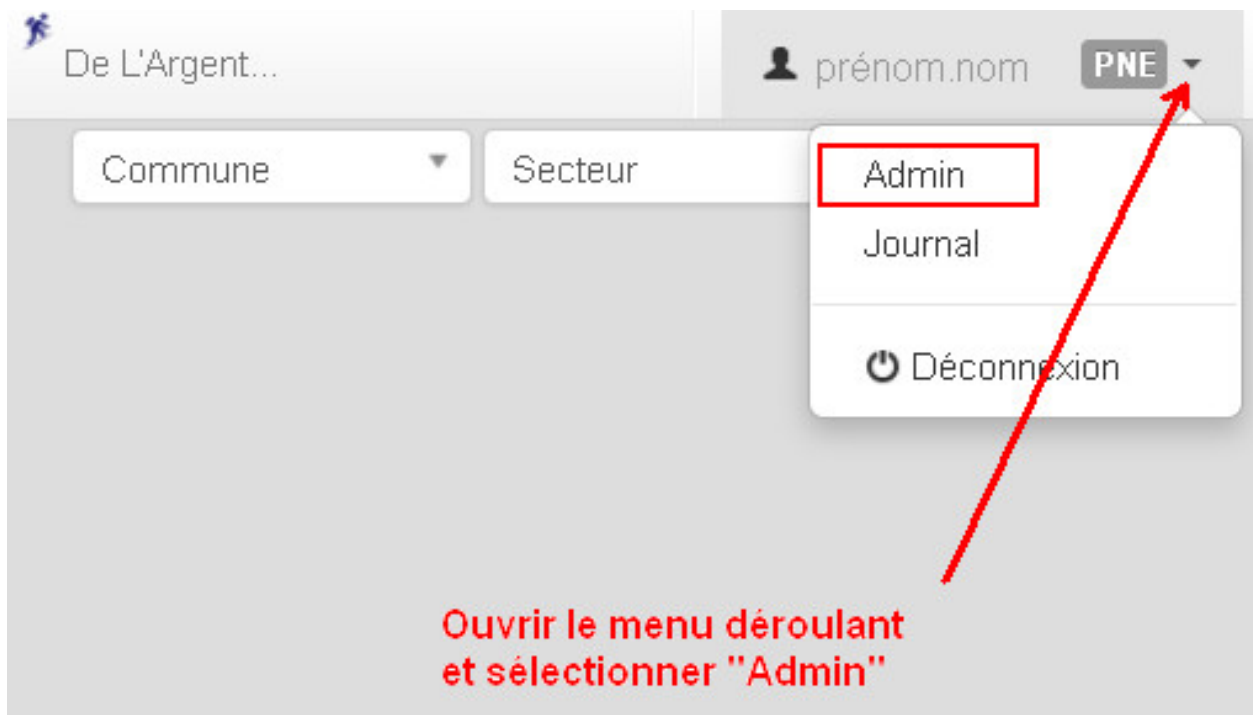 De L'Argent...
prénom.nom PNE
Commune Secteur
Admin
Journal
Déconnexion
Ouvrir le menu déroulant
et sélectionner "Admin"